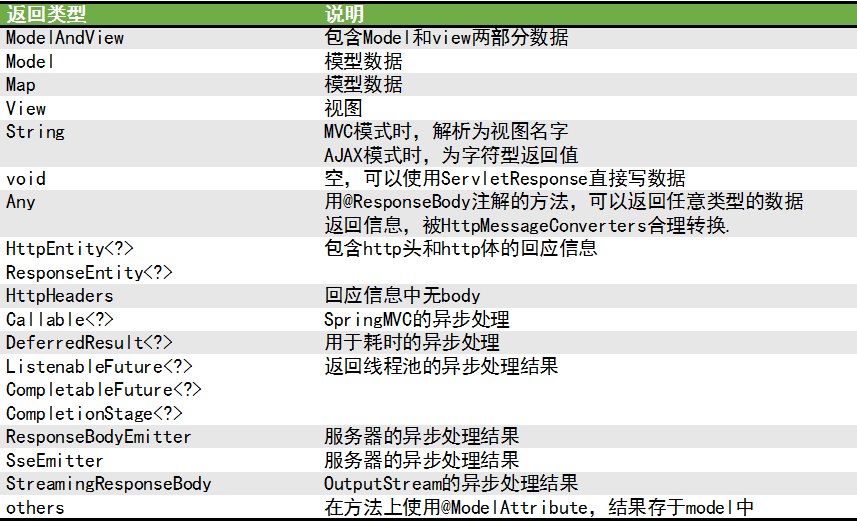 返回类型 说明
ModelAndView 包含Model和view两部分数据
Model 模型数据
Map 模型数据
View 视图
String MVC模式时，解析为视图名字
AJAX模式时，为字符型返回值
void 空，可以使用ServletResponse直接写数据
Any 用@ResponseBody注解的方法，可以返回任意类型的数据
返回信息，被HttpMessageConverters合理转换.
HttpEntity<?> 包含http头和http体的回应信息
ResponseEntity<?>
HttpHeaders 回应信息中无body
Callable<?> SpringMVC的异步处理
DeferredResult<?> 用于耗时的异步处理
ListenableFuture<?> 返回线程池的异步处理结果
CompletableFuture<?>
CompletionStage<?>
ResponseBodyEmitter 服务器的异步处理结果
SseEmitter 服务器的异步处理结果
StreamingResponseBody OutputStream的异步处理结果
others 在方法上使用@ModelAttribute，结果存于model中